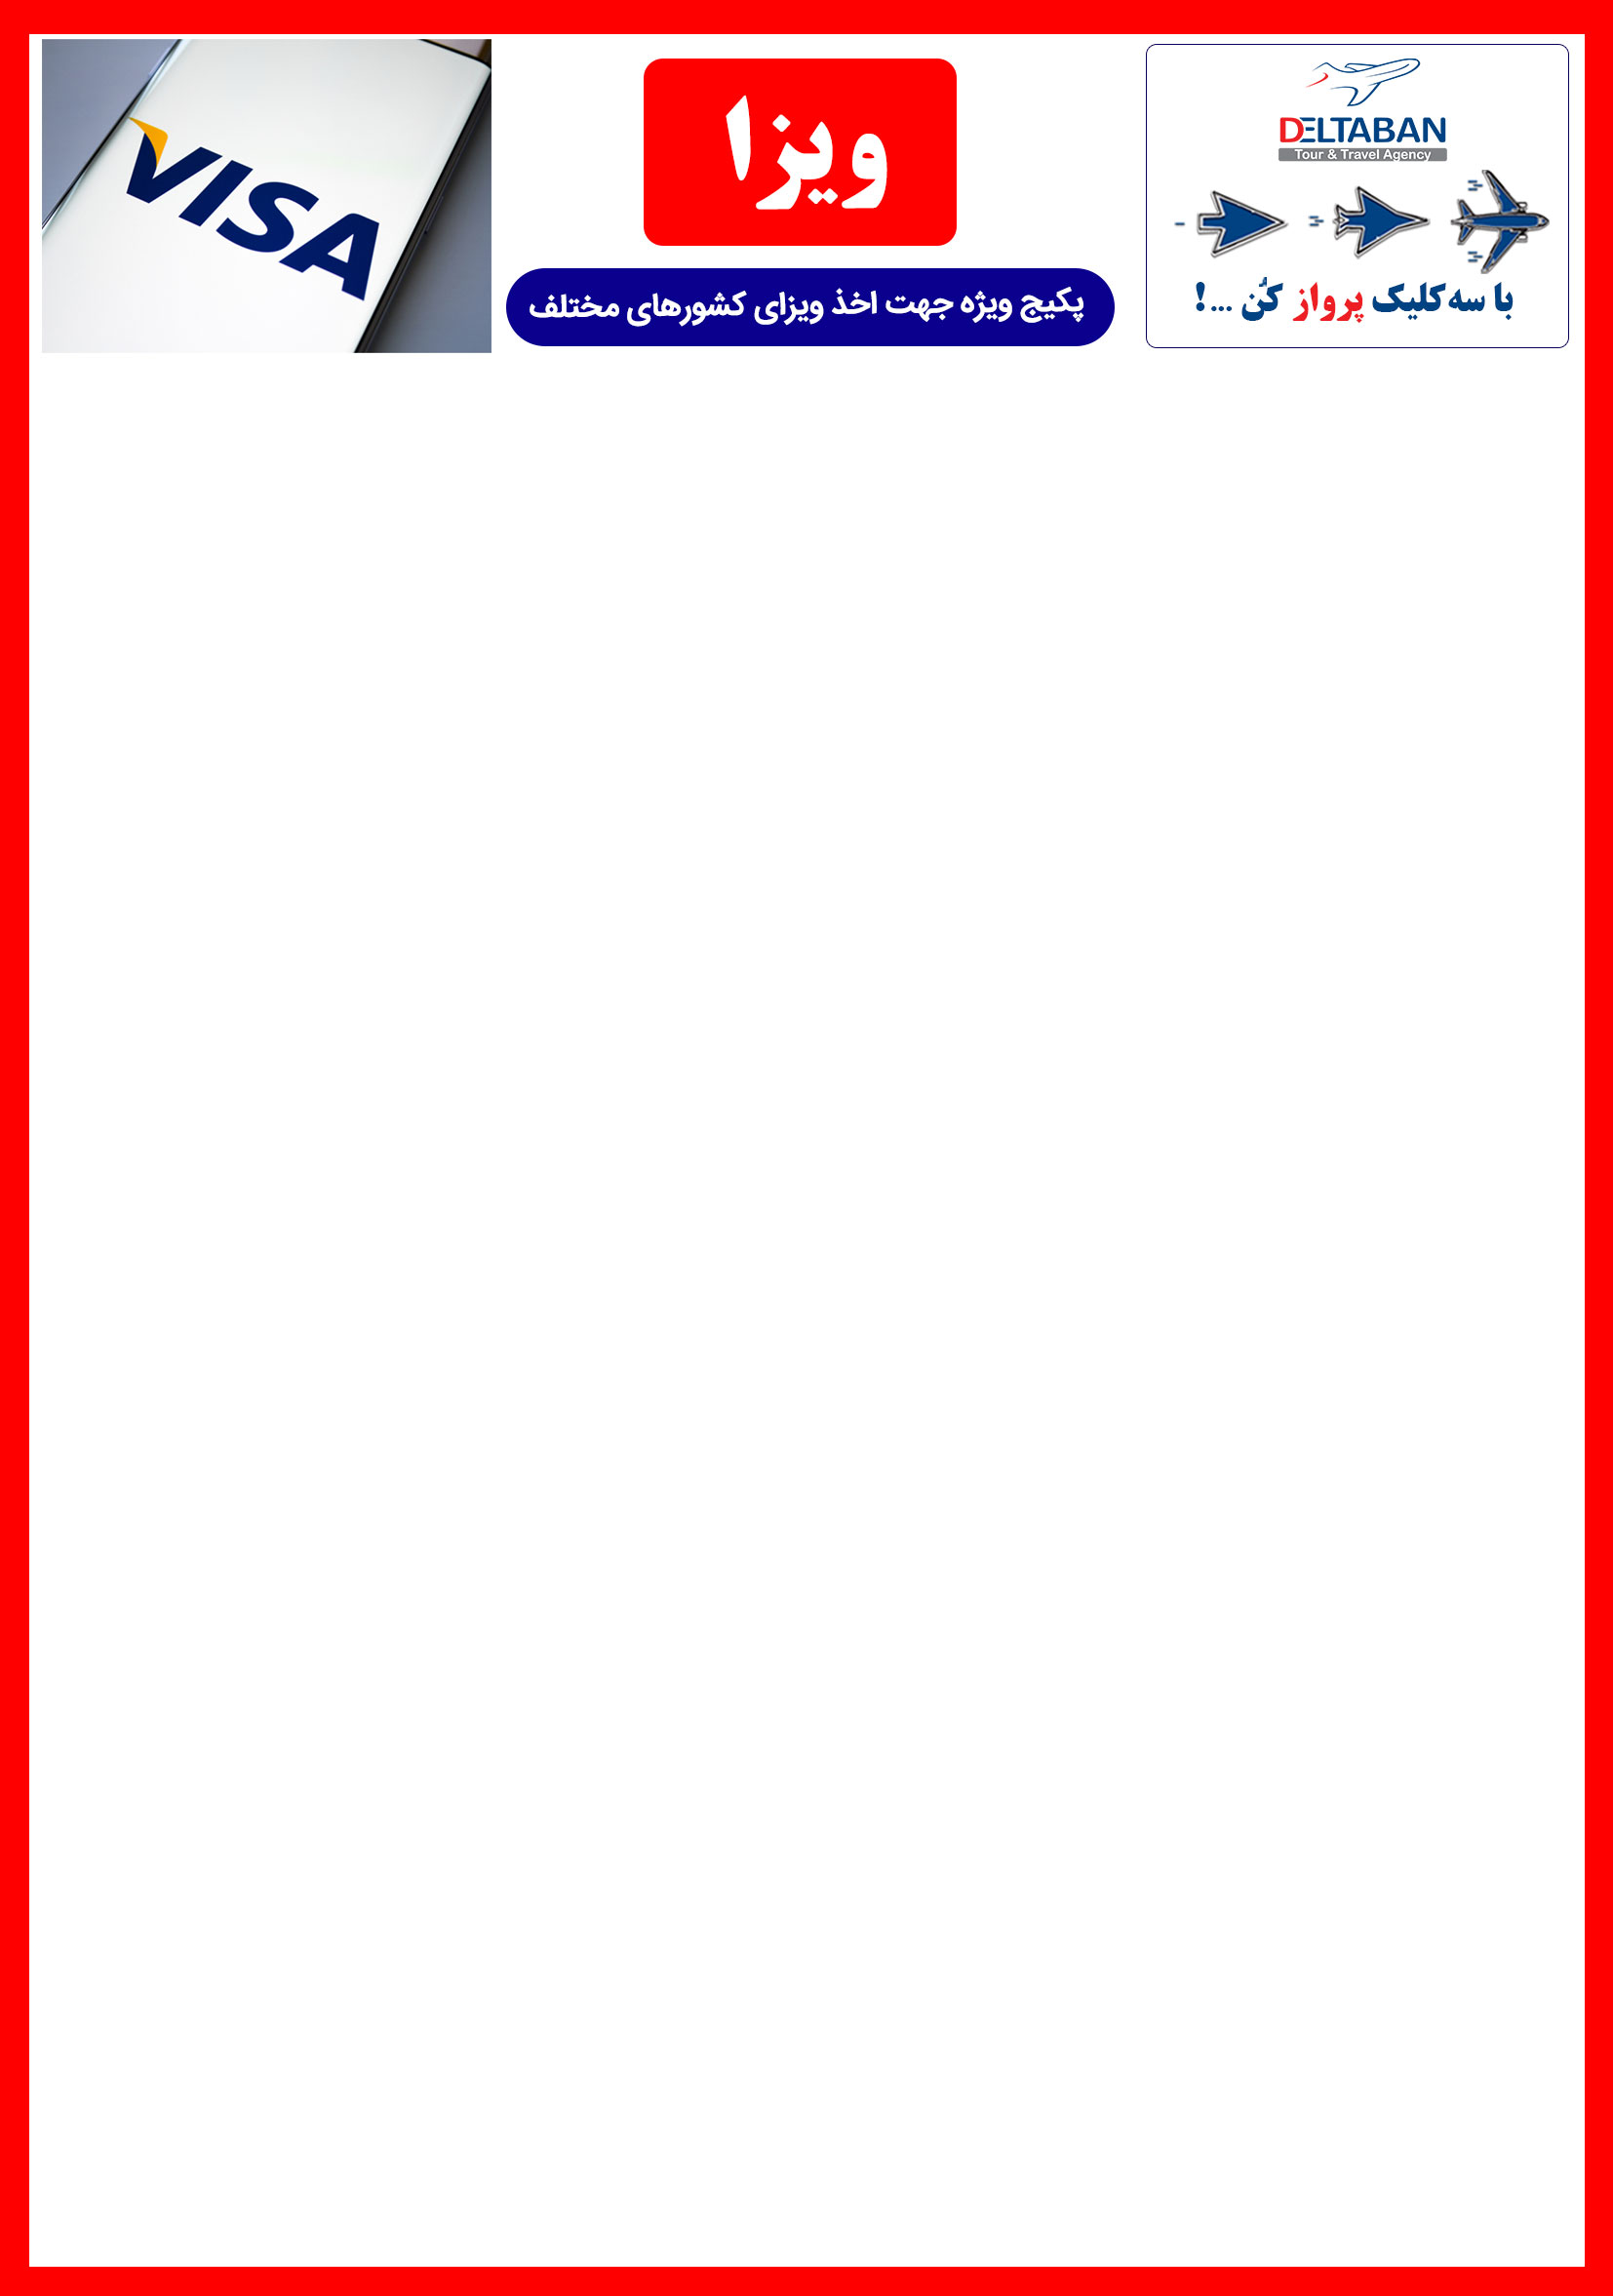 DELTABAN
Tour & Travel Agency
با سه کلیک پرواز کُن ...!
ویزا
پکیج ویژه جهت اخذ ویزای کشورهای مختلف
VISA